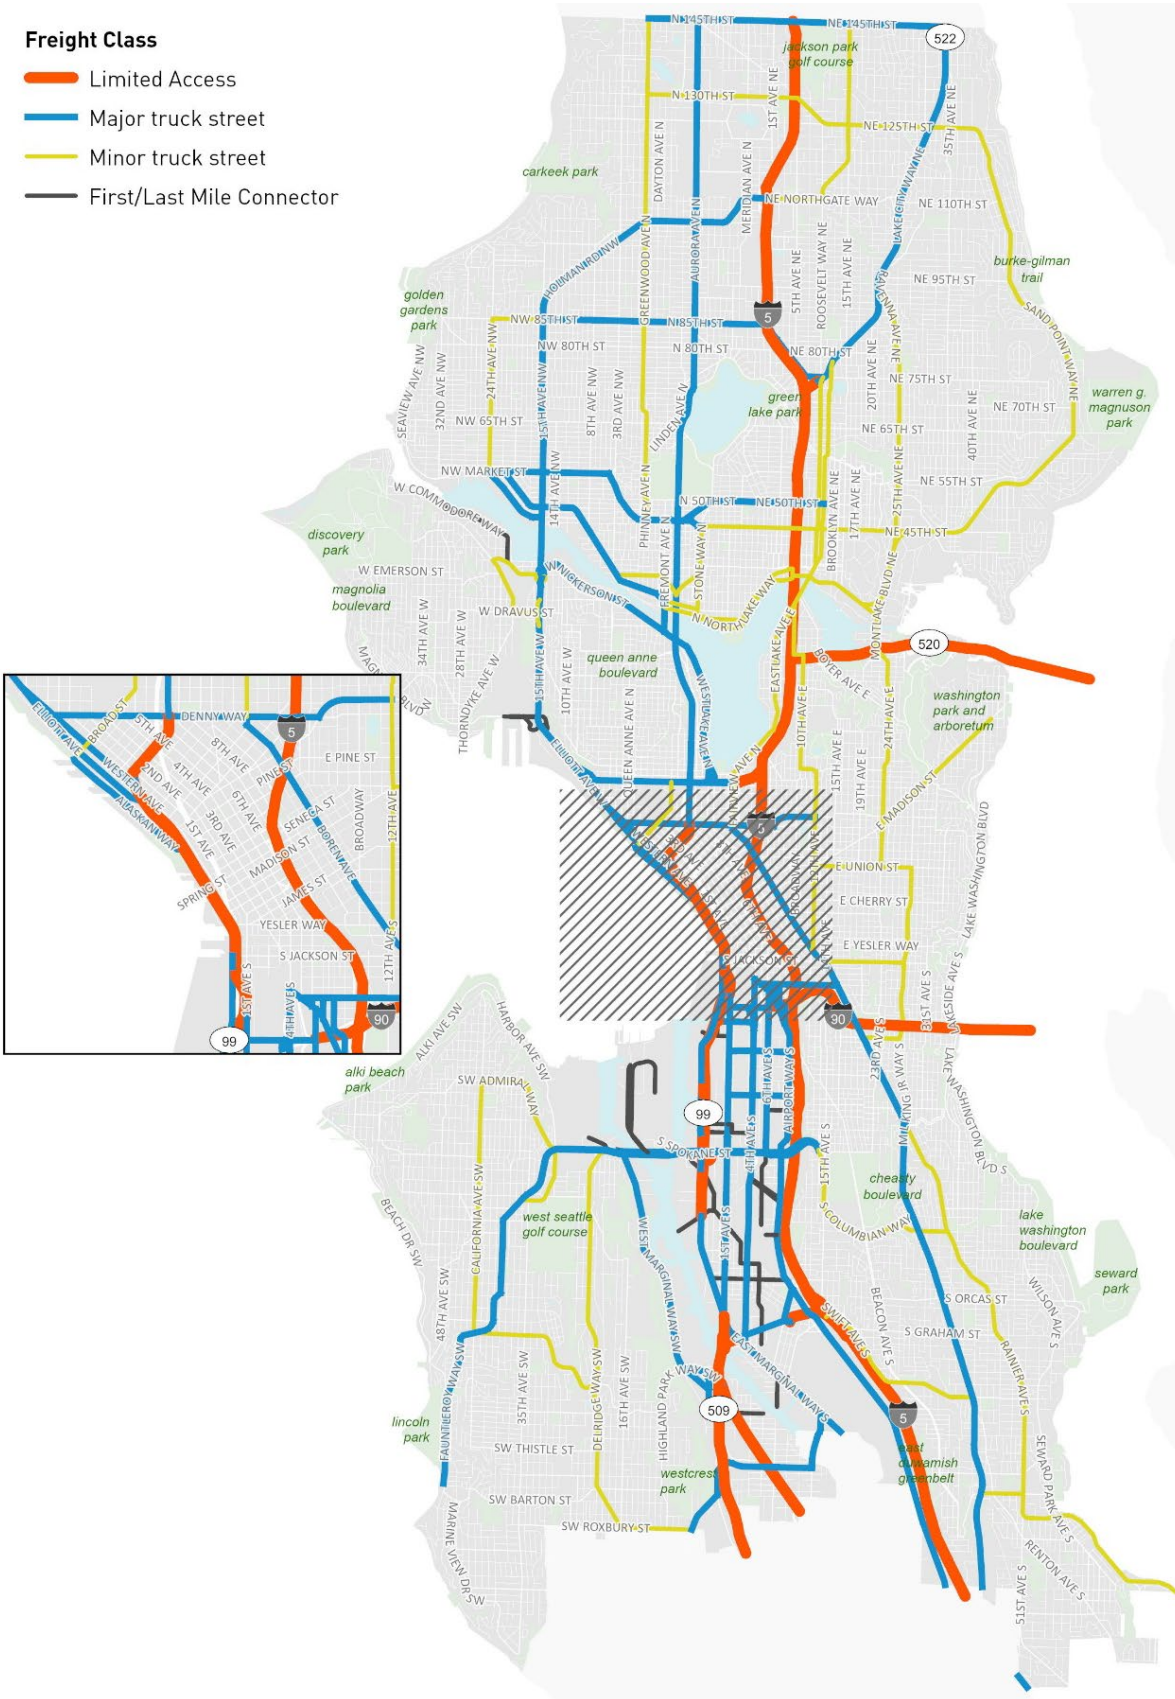 Freight Class
Limited Access
Major truck street
Minor truck street
First/Last Mile Connector
N 145TH ST
NE 145TH ST
522
jackson park
golf course
1ST AVE NE
35TH AVE NE
N 130TH ST
NE 125TH ST
DAYTON AVE N
MERIDIAN AVE N
carkeek park
LAKE CITY WAY NE
NE NORTHGATE WAY
NE 110TH ST
HOLMAN RD NW
GREENWOOD AVE N
AURORA AVE N
5TH AVE NE
ROOSEVELT WAY NE
15TH AVE NE
burke-gilman
trail
NE 95TH ST
RAVENNA AVE NE
golden
gardens
park
SAND POINT WAY NE
NW 85TH ST
N 85TH ST
5
NW 80TH ST
N 80TH ST
NE 80TH ST
SEAVIEW AVE NW
32ND AVE NW
24TH AVE NW
15TH AVE NW
8TH AVE NW
3RD AVE NW
LINDEN AVE N
20TH AVE NE
NE 75TH ST
40TH AVE NE
green
lake park
warren g.
magnuson
park
NE 70TH ST
NW 65TH ST
NE 65TH ST
NW MARKET ST
14TH AVE NW
PHINNEY AVE N
NE 55TH ST
W COMMODORE WAY
N 50TH ST
NE 50TH ST
BROOKLYN AVE NE
17TH AVE NE
25TH AVE NE
NE 45TH ST
discovery
park
W EMERSON ST
W NICKERSON ST
FREMONT AVE N
STONE WAY N
N NORTHLAKE WAY
MONTLAKE BLVD NE
magnolia
boulevard
W DRAVUS ST
34TH AVE W
28TH AVE W
THORNDYKE AVE W
15TH AVE W
10TH AVE W
queen anne
boulevard
EASTLAKE AVE E
BOYER AVE E
520
QUEEN ANNE AVE N
WESTLAKE AVE N
10TH AVE E
24TH AVE E
washington
park and
arboretum
15TH AVE E
19TH AVE E
E MADISON ST
ELLIOTT AVE W
FAIRVIEW AVE N
5
LAKE WASHINGTON BLVD
WESTERN AVE
1ST AVE
BROADWAY
12TH AVE
E UNION ST
E CHERRY ST
E YESLER WAY
S JACKSON ST
90
31ST AVE S
LAKESIDE AVE S
ELLIOTT AVE
BROAD ST
5TH AVE
DENNY WAY
5
WESTERN AVE
2ND AVE
4TH AVE
8TH AVE
PINE ST
E PINE ST
ALASKAN WAY
1ST AVE
3RD AVE
6TH AVE
SENECA ST
BOREN AVE
BROADWAY
12TH AVE
MADISON ST
SPRING ST
JAMES ST
YESLER WAY
S JACKSON ST
12TH AVE S
1ST AVE S
4TH AVE S
90
99
ALKI AVE SW
HARBOR AVE SW
alki beach
park
SW ADMIRAL WAY
6TH AVE S
AIRPORT WAY S
23RD AVE S
M L KING JR WAY S
LAKE WASHINGTON BLVD S
99
S SPOKANE ST
4TH AVE S
15TH AVE S
cheasty
boulevard
CALIFORNIA AVE SW
BEACH DR SW
west seattle
golf course
WEST MARGINAL WAY SW
1ST AVE S
S COLUMBIAN WAY
lake
washington
boulevard
48TH AVE SW
BEACON AVE S
S ORCAS ST
WILSON AVE S
seward
park
SWIFT AVE S
S GRAHAM ST
EAST MARGINAL WAY S
RAINIER AVE S
FAUNTLEROY WAY SW
35TH AVE SW
DELRIDGE WAY SW
16TH AVE SW
HIGHLAND PARK WAY SW
509
5
lincoln
park
SW THISTLE ST
east
duwamish
greenbelt
westcrest
park
SEWARD PARK AVE S
SW BARTON ST
SW ROXBURY ST
MARINE VIEW DR SW
RENTON AVE S
51ST AVE S